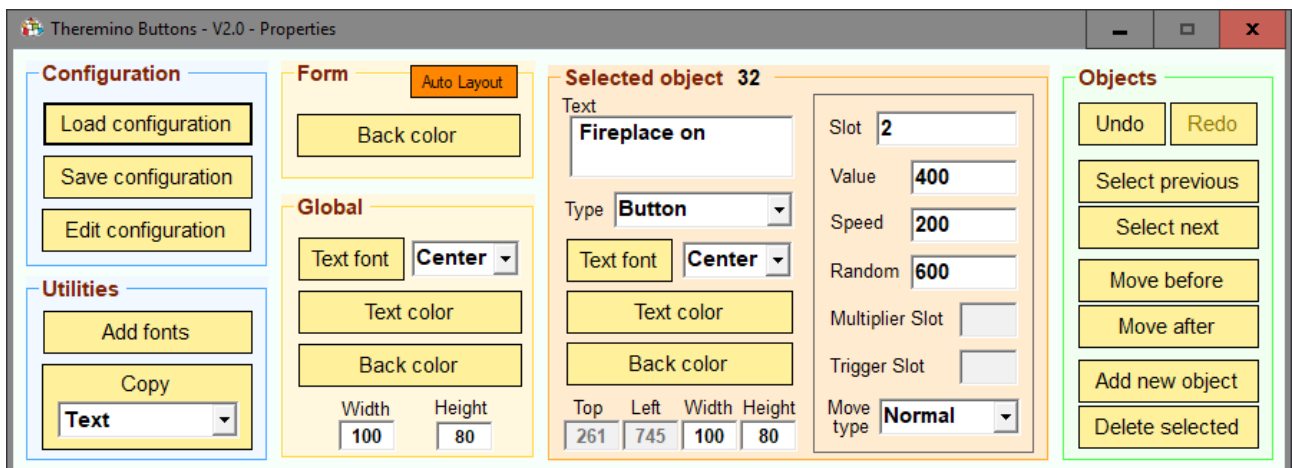 Theremino Buttons - V2.0 - Properties
Configuration
Load configuration
Save configuration
Edit configuration
Utilities
Add fonts
Copy
Text
Form
Auto Layout
Back color
Global
Text font Center
Text color
Back color
Width Height
100 80
Selected object 32
Text
Fireplace on
Type Button
Text font Center
Text color
Back color
Top Left Width Height
261 745 100 80
Slot 2
Value 400
Speed 200
Random 600
Multiplier Slot
Trigger Slot
Move
type Normal
Objects
Undo Redo
Select previous
Select next
Move before
Move after
Add new object
Delete selected